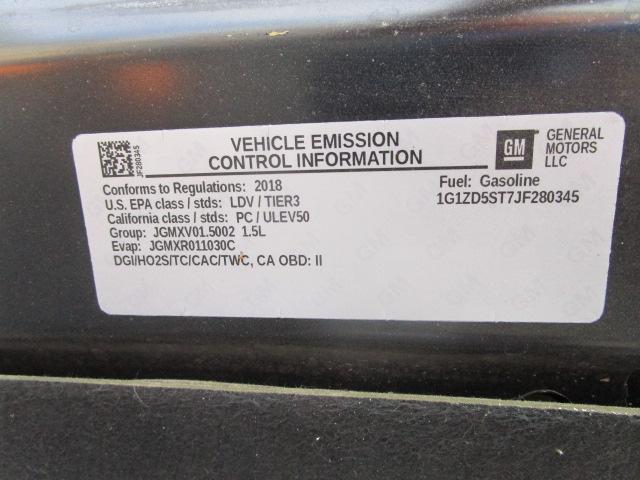 JF280345
VEHICLE EMISSION
CONTROL INFORMATION
GM
GENERAL
MOTORS
LLC
Conforms to Regulations: 2018
U.S. EPA class / stds: LDV / TIER3
California class / stds: PC / ULEV50
Group: JGMXV01.5002 1.5L
Evap: JGMXR011030C
DGI/HO2S/TC/CAC/TWC, CA OBD: II
Fuel: Gasoline
1G1ZD5ST7JF280345